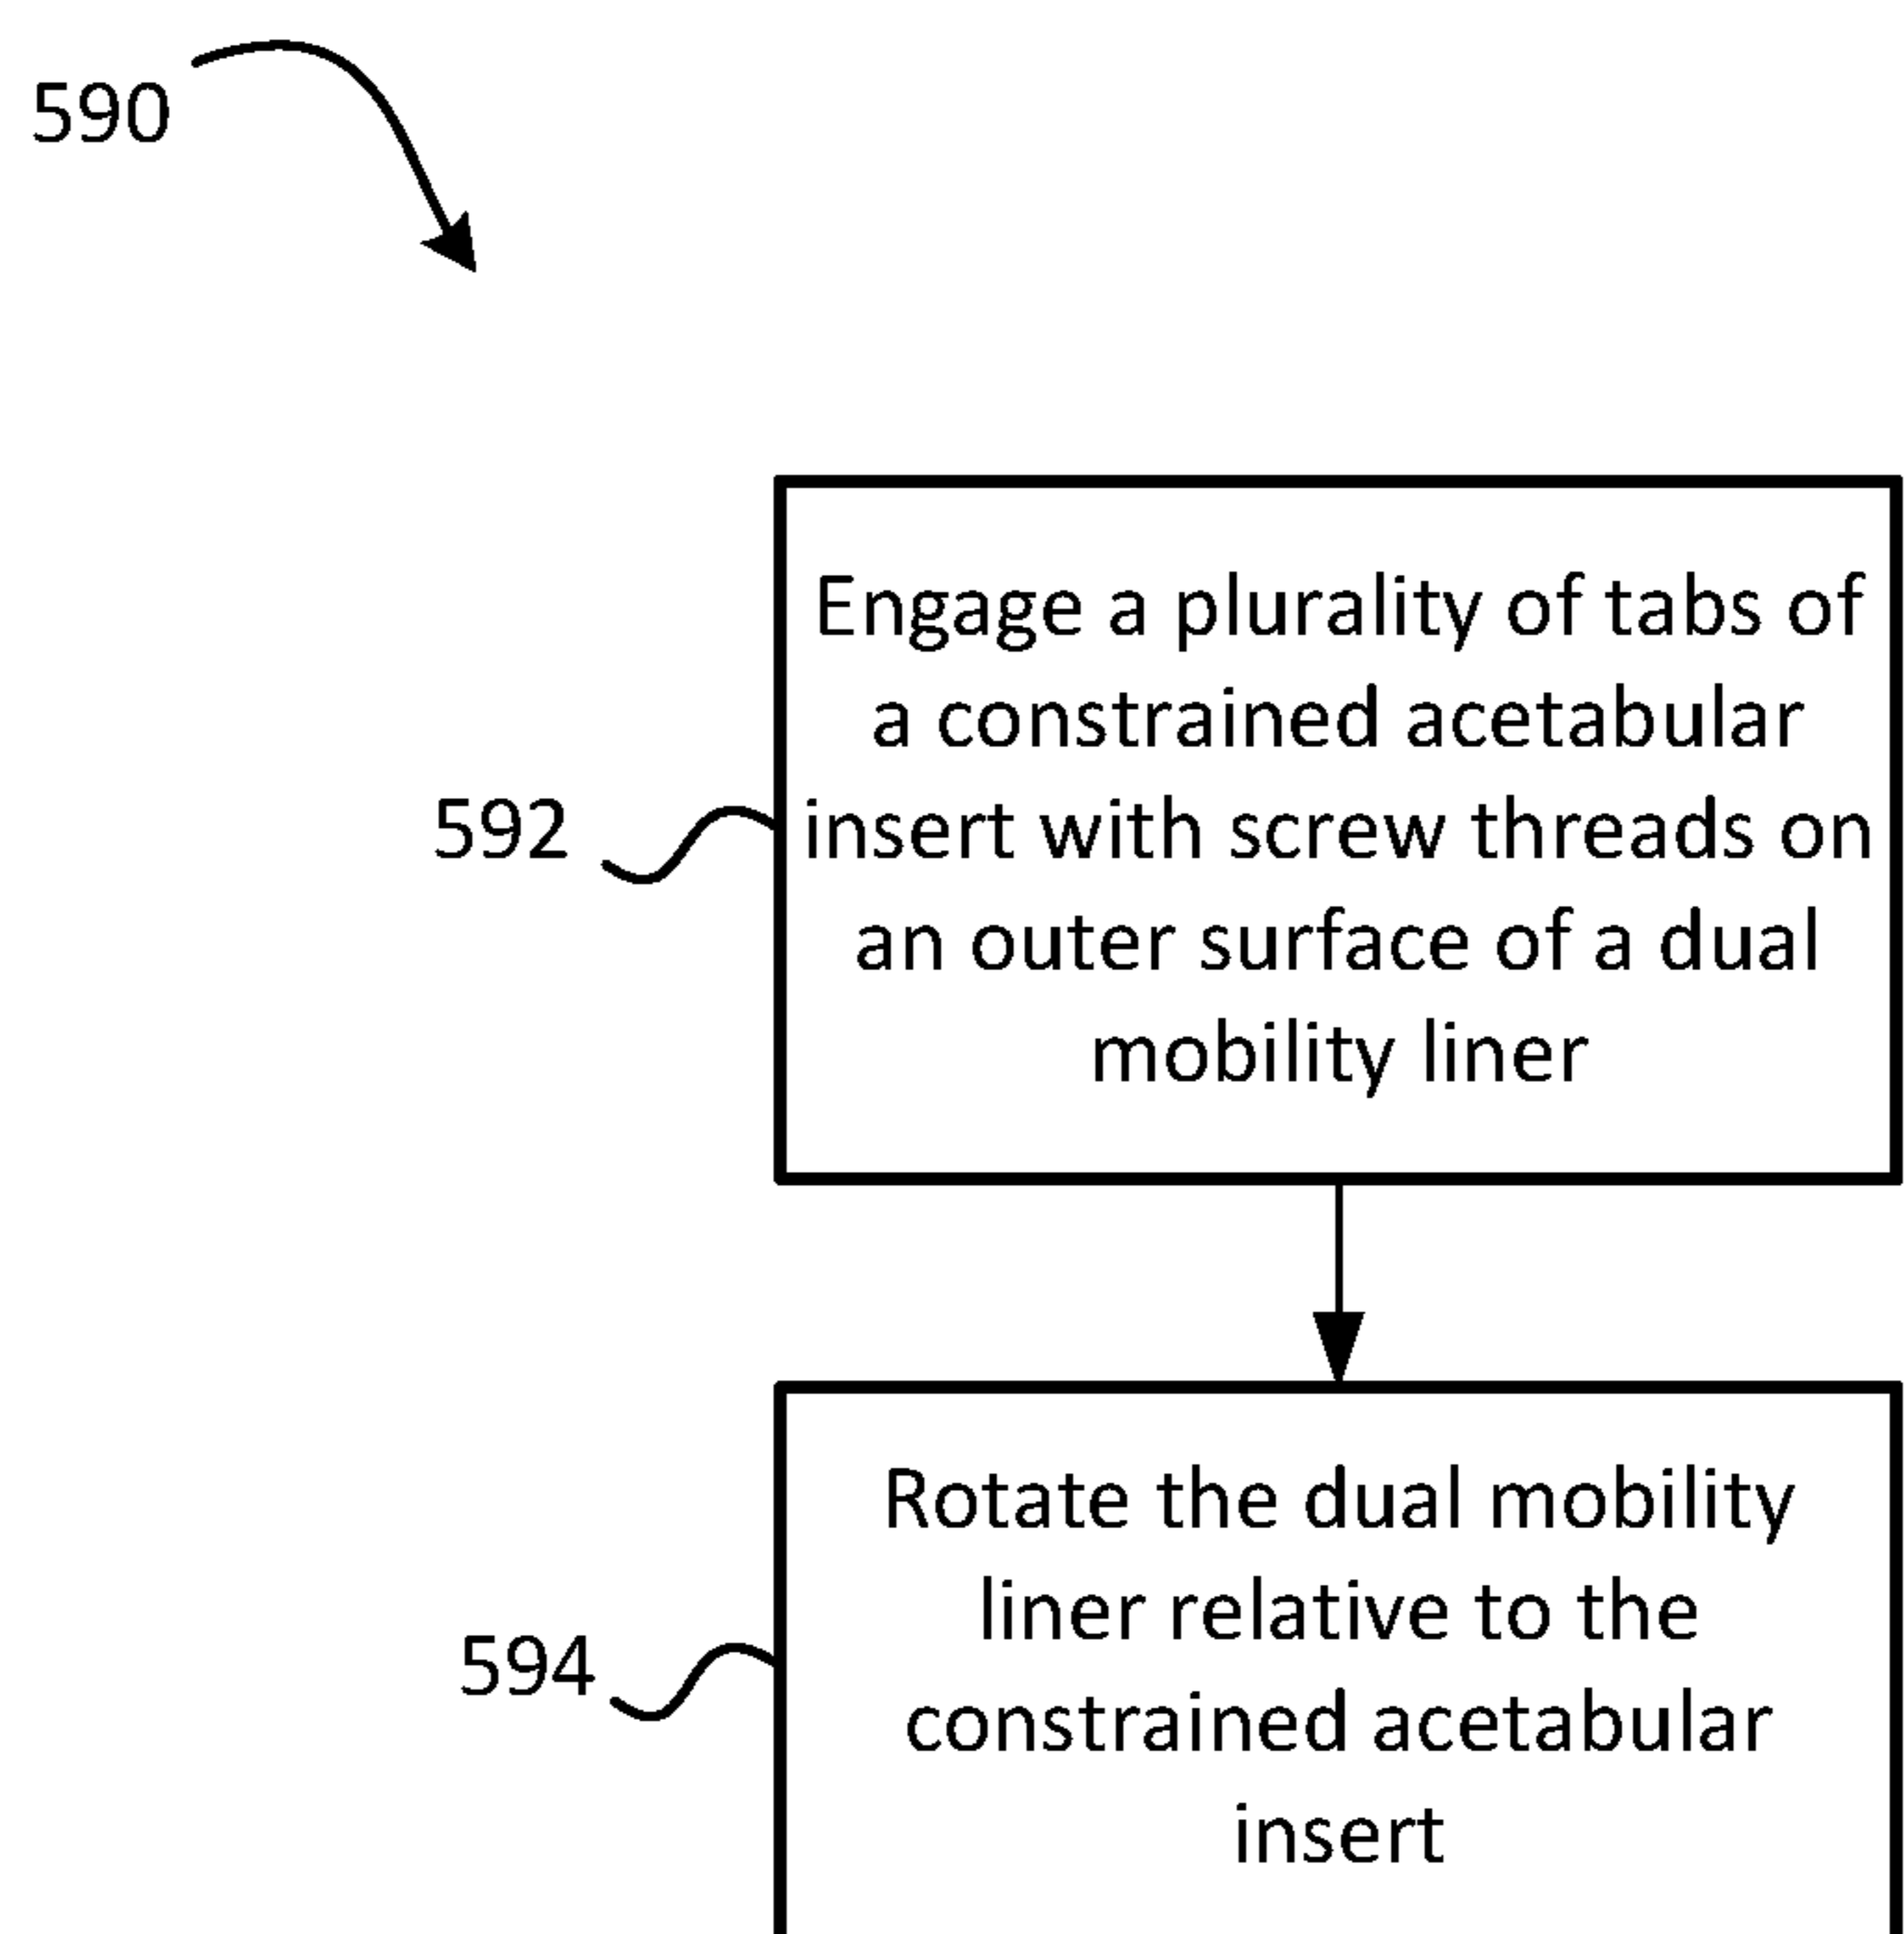 590
Engage a plurality of tabs of
a constrained acetabular
592
insert with screw threads on
an outer surface of a dual
mobility liner
Rotate the dual mobility
liner relative to the
594
constrained acetabular
insert